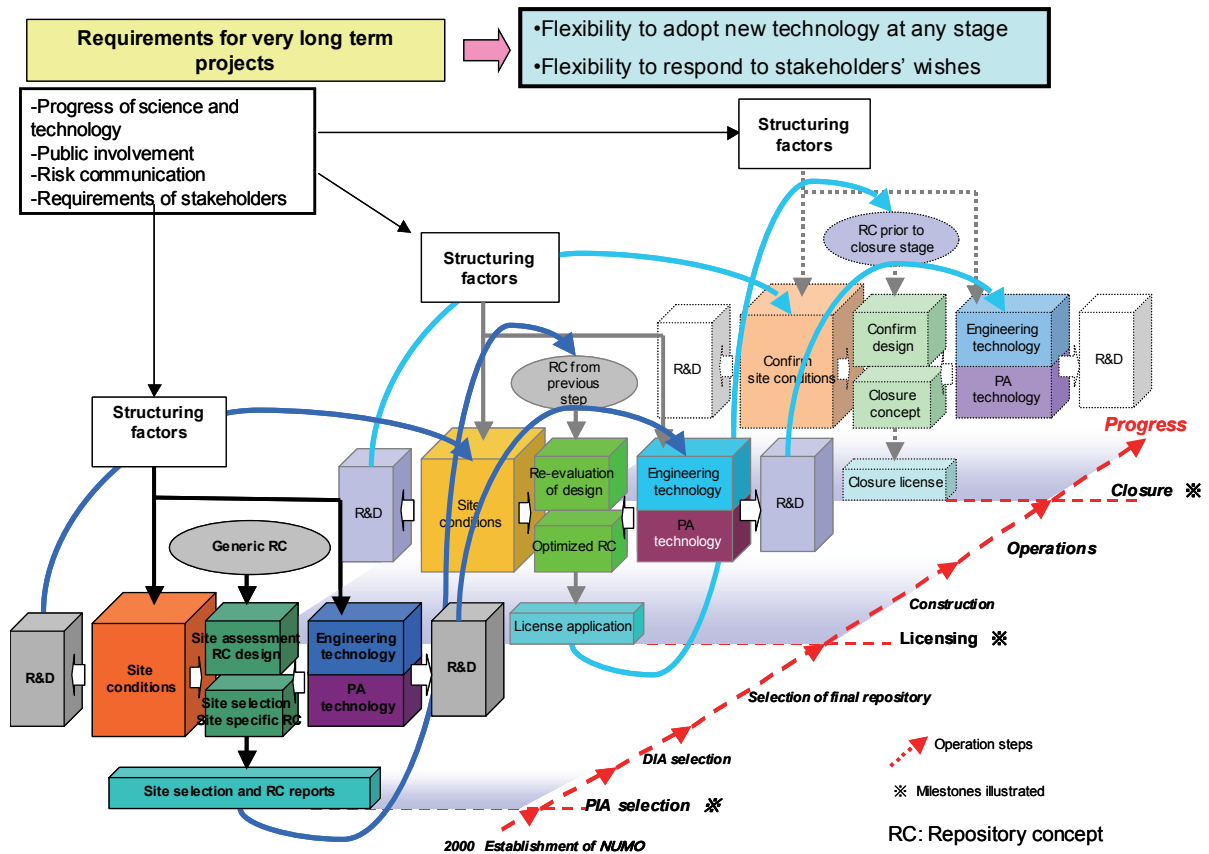 Requirements for very long term
projects
•Flexibility to adopt new technology at any stage
•Flexibility to respond to stakeholders' wishes
-Progress of science and
technology
-Public involvement
-Risk communication
-Requirements of stakeholders
Structuring
factors
RC prior to
closure stage
R&D
Confirm
site conditions
Confirm
design
Closure
concept
Engineering
technology
PA
technology
R&D
Closure license
Structuring
factors
RC from
previous
step
R&D
Site
conditions
Re-evaluation
of design
Optimized RC
Engineering
technology
PA
technology
R&D
License application
Structuring
factors
Generic RC
R&D
Site
conditions
Site assessment
RC design
Site selection
Site specific RC
Engineering
technology
PA
technology
R&D
Site selection and RC reports
Progress
Closure ※
Operations
Construction
Licensing ※
Selection of final repository
DIA selection
PIA selection ※
2000 Establishment of NUMO
Operation steps
※ Milestones illustrated
RC: Repository concept